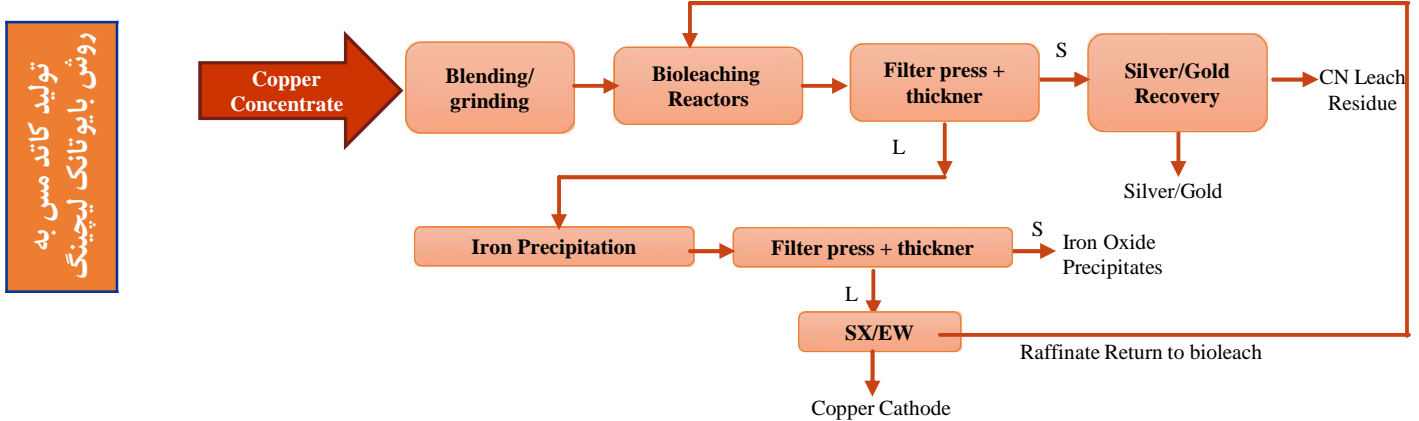 تولید کاتد مس به
روش بایوتانک لیچینگ
Copper
Concentrate
Blending/
grinding
Bioleaching
Reactors
Filter press +
thickner
S
Silver/Gold
Recovery
CN Leach
Residue
L
Silver/Gold
Iron Precipitation
Filter press + thickner
S
Iron Oxide
Precipitates
L
SX/EW
Raffinate Return to bioleach
Copper Cathode